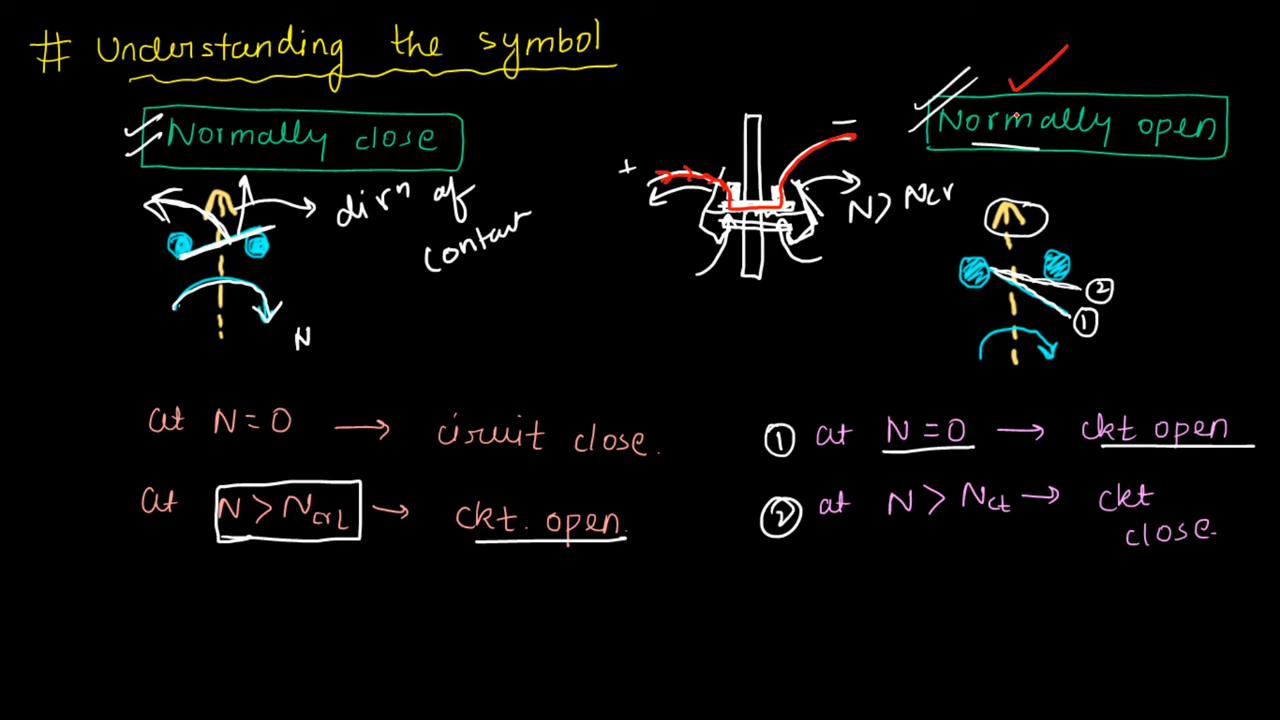 # Understanding the symbol
Normally close
Normally open
dirn of
contact
N
+
−
N > Ncr
②
①
at N = 0 → circuit close.
at N > Ncrl → ckt. open.
① at N = 0 → ckt open
② at N > Nct → ckt
close.